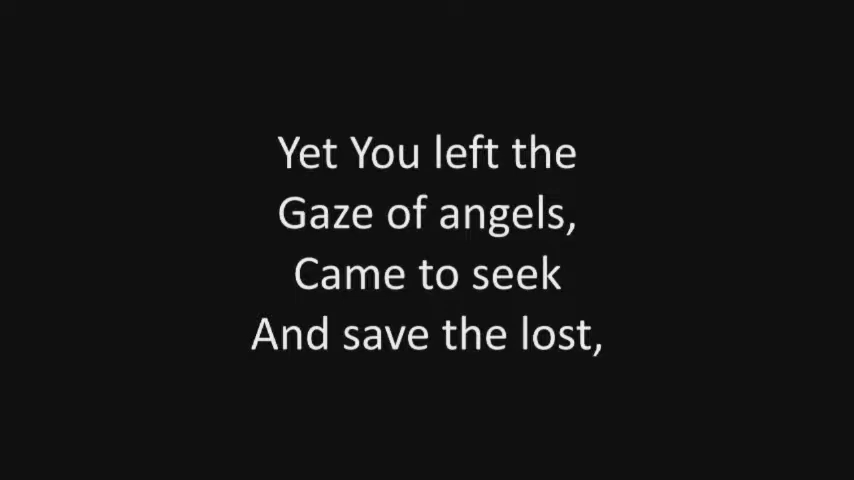 Yet You left the
Gaze of angels,
Came to seek
And save the lost,